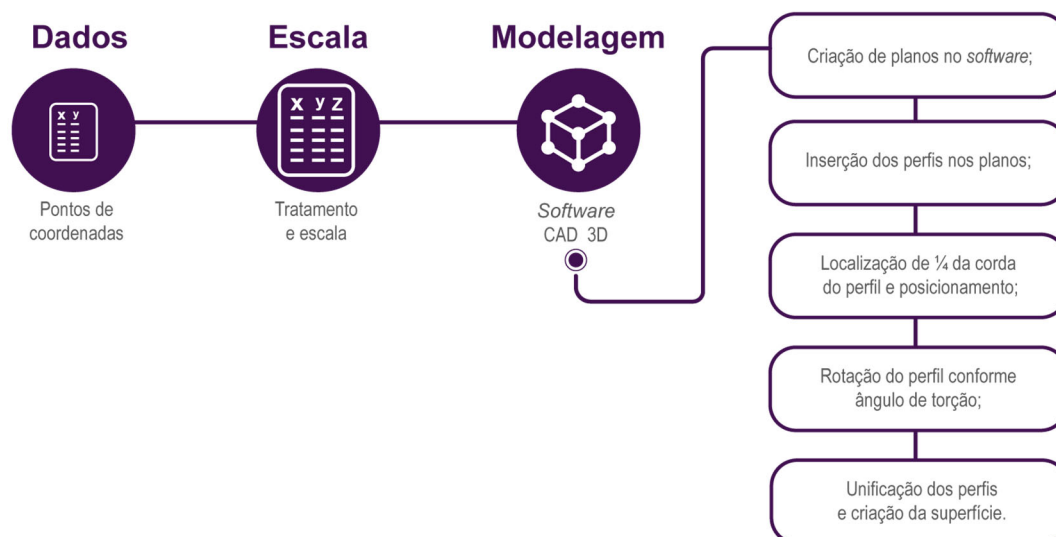 Dados
x y
Pontos de
coordenadas
Escala
x y z
Tratamento
e escala
Modelagem
Software
CAD 3D
Criação de planos no software;
Inserção dos perfis nos planos;
Localização de ¼ da corda
do perfil e posicionamento;
Rotação do perfil conforme
ângulo de torção;
Unificação dos perfis
e criação da superfície.